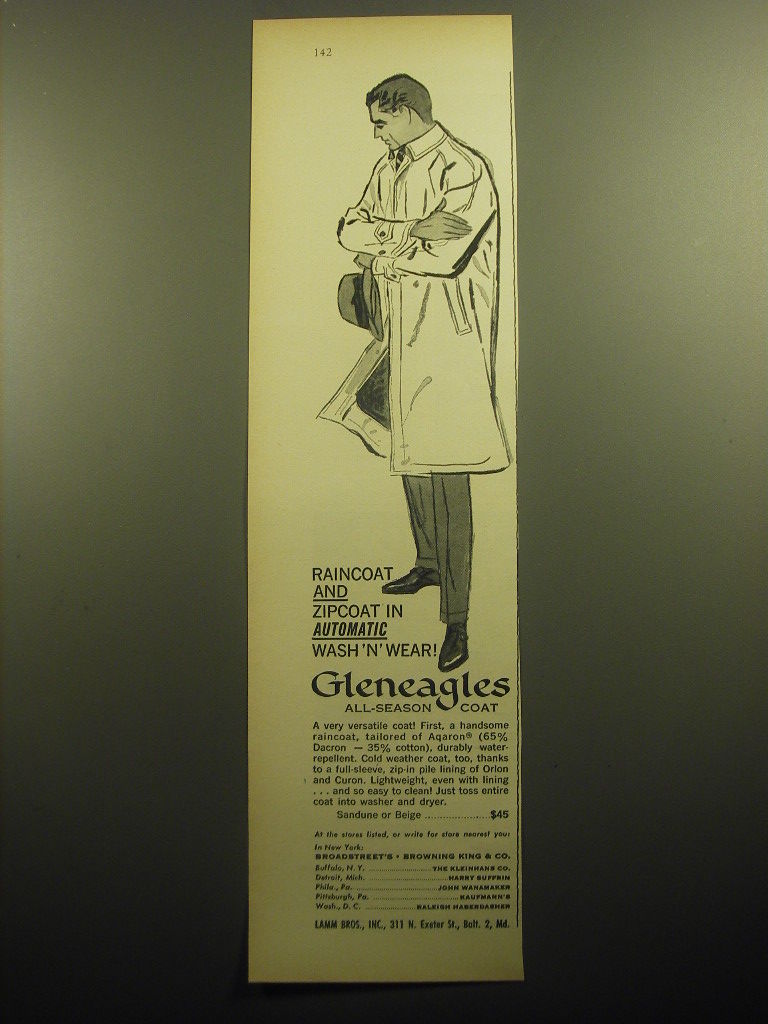 142
RAINCOAT
AND
ZIPCOAT IN
AUTOMATIC
WASH 'N' WEAR!
Gleneagles
ALL-SEASON COAT
A very versatile coat! First, a handsome
raincoat, tailored of Aqaron® (65%
Dacron — 35% cotton), durably water-
repellent. Cold weather coat, too, thanks
to a full-sleeve, zip-in pile lining of Orlon
and Curon. Lightweight, even with lining
. . . and so easy to clean! Just toss entire
coat into washer and dryer.
Sandune or Beige ......................$45
At the stores listed, or write for store nearest you:
In New York:
BROADSTREET'S • BROWNING KING & CO.
Buffalo, N. Y. ..............................THE KLEINHANS CO.
Detroit, Mich. ..............................HARRY SUFFRIN
Phila., Pa. ..............................JOHN WANAMAKER
Pittsburgh, Pa. ..............................KAUFMANN'S
Wash., D. C. ..............................RALEIGH HABERDASHER
LAMM BROS., INC., 311 N. Exeter St., Balt. 2, Md.